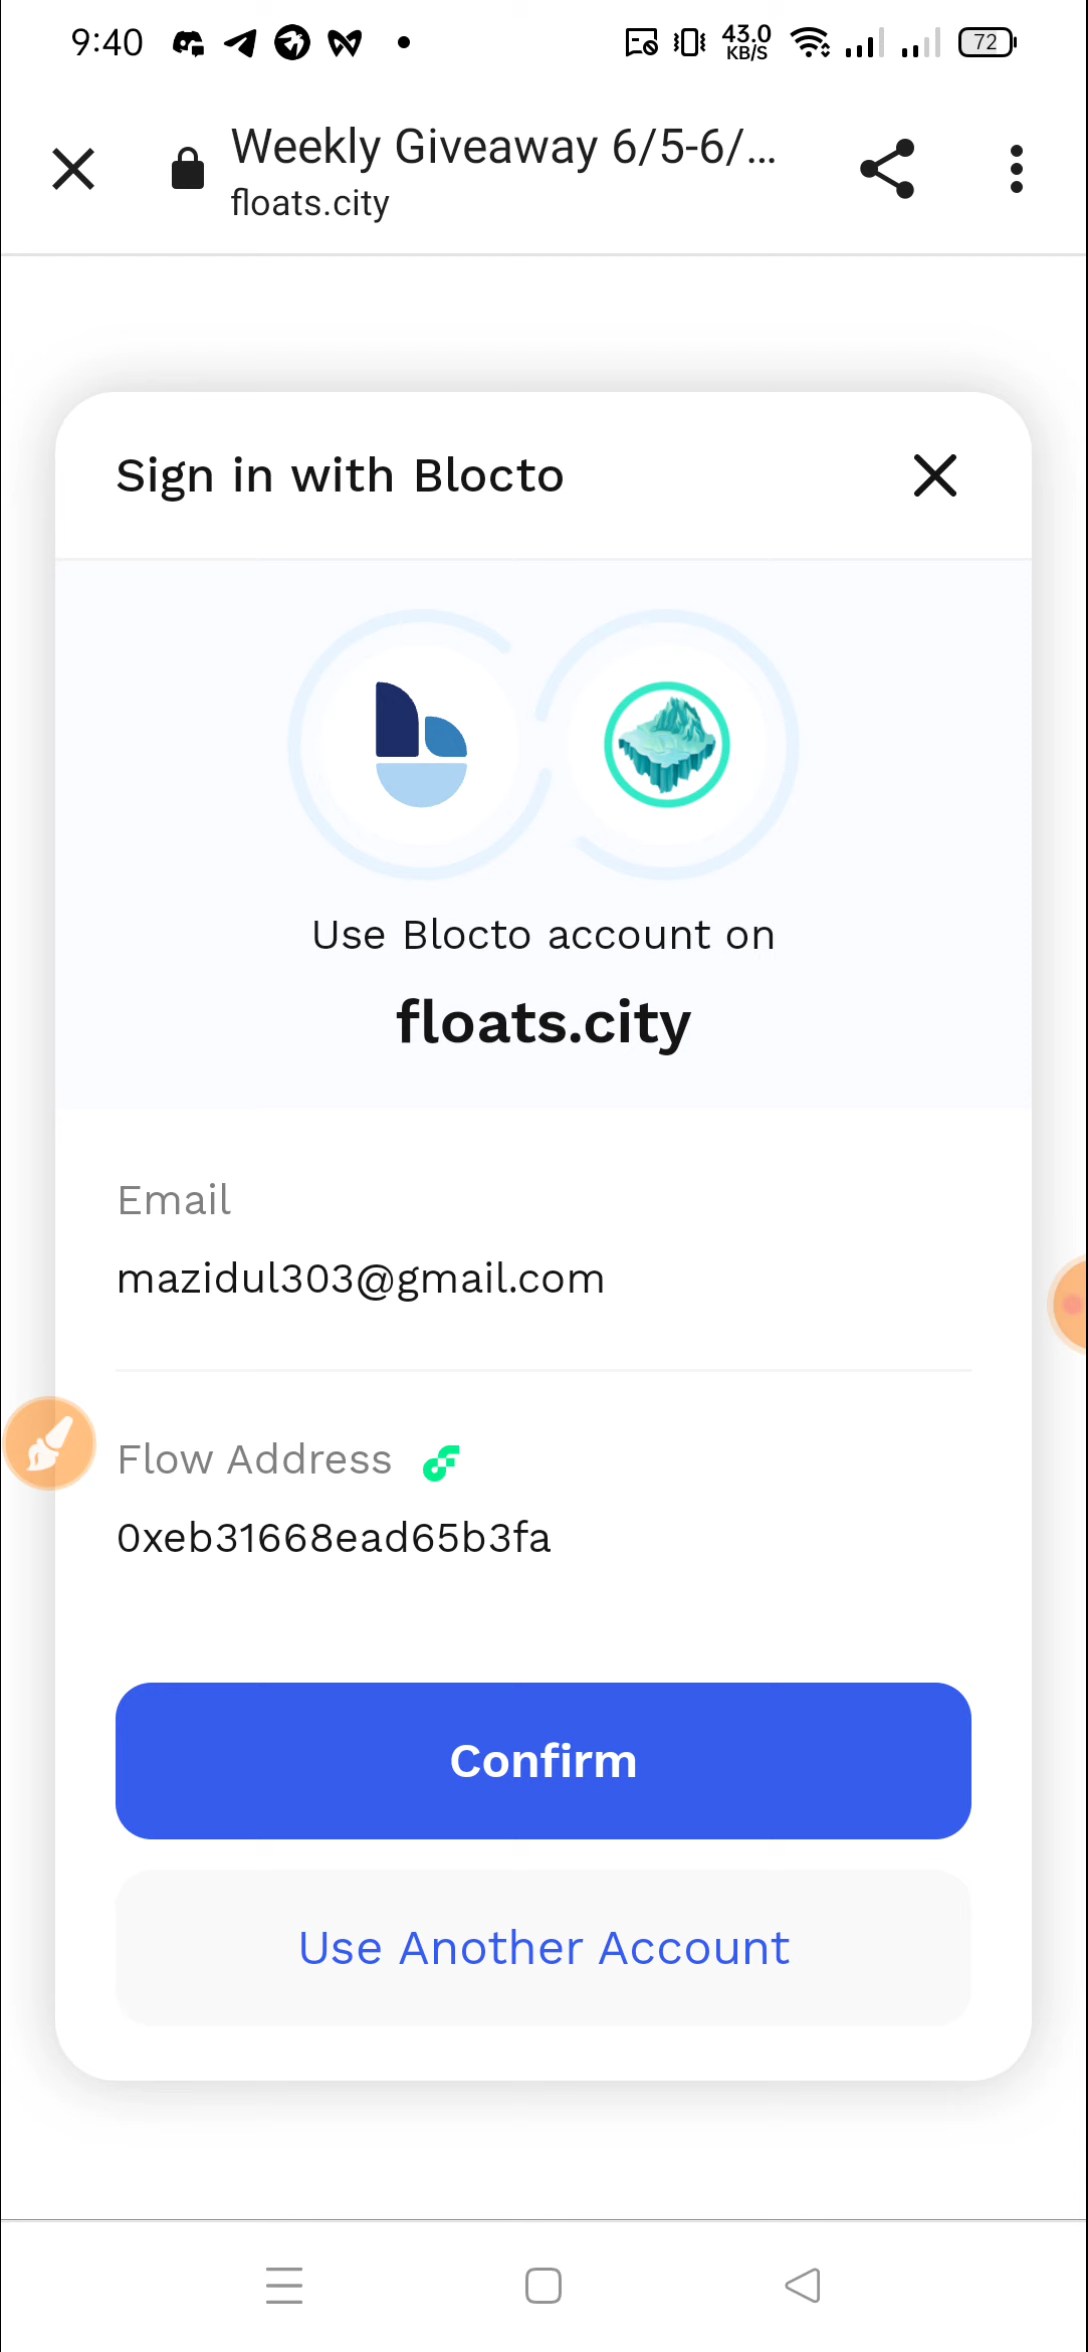 9:40
43.0
KB/S
72
Weekly Giveaway 6/5-6/...
floats.city
Sign in with Blocto
Use Blocto account on
floats.city
Email
mazidul303@gmail.com
Flow Address
0xeb31668ead65b3fa
Confirm
Use Another Account